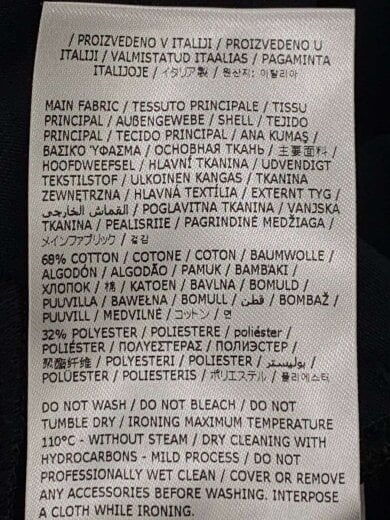 / PROIZVEDENO V ITALIJI / PROIZVEDENO U
ITALIJI / VALMISTATUD ITAALIAS / PAGAMINTA
ITALIJOJE / イタリア製 / 원산지: 이탈리아
MAIN FABRIC / TESSUTO PRINCIPALE / TISSU
PRINCIPAL / AUßENGEWEBE / SHELL / TEJIDO
PRINCIPAL / TECIDO PRINCIPAL / ANA KUMAŞ /
ΒΑΣΙΚΟ ΎΦΑΣΜΑ / ОСНОВНАЯ ТКАНЬ / 主要面料 /
HOOFDWEEFSEL / HLAVNÍ TKANINA / UDVENDIGT
TEKSTILSTOF / ULKOINEN KANGAS / TKANINA
ZEWNĘTRZNA / HLAVNÁ TEXTÍLIA / EXTERNT TYG /
القماش الخارجي / POGLAVITNA TKANINA / VANJSKA
TKANINA / PEALISRIIE / PAGRINDINĖ MEDŽIAGA /
メインファブリック / 겉감
68% COTTON / COTONE / COTON / BAUMWOLLE /
ALGODÓN / ALGODÃO / PAMUK / ΒΑΜΒΑΚΙ /
ХЛОПОК / 棉 / KATOEN / BAVLNA / BOMULD /
PUUVILLA / BAWEŁNA / BOMULL / قطن / BOMBAŽ /
PUUVILL / MEDVILNĖ / コットン / 면
32% POLYESTER / POLIESTERE / poliéster /
POLIÉSTER / ΠΟΛΥΕΣΤΕΡΑΣ / ПОЛИЭСТЕР /
聚酯纤维 / POLYESTERI / POLIESTER / بوليستر /
POLÜESTER / POLIESTERIS / ポリエステル / 폴리에스터
DO NOT WASH / DO NOT BLEACH / DO NOT
TUMBLE DRY / IRONING MAXIMUM TEMPERATURE
110°C - WITHOUT STEAM / DRY CLEANING WITH
HYDROCARBONS - MILD PROCESS / DO NOT
PROFESSIONALLY WET CLEAN / COVER OR REMOVE
ANY ACCESSORIES BEFORE WASHING. INTERPOSE
A CLOTH WHILE IRONING.